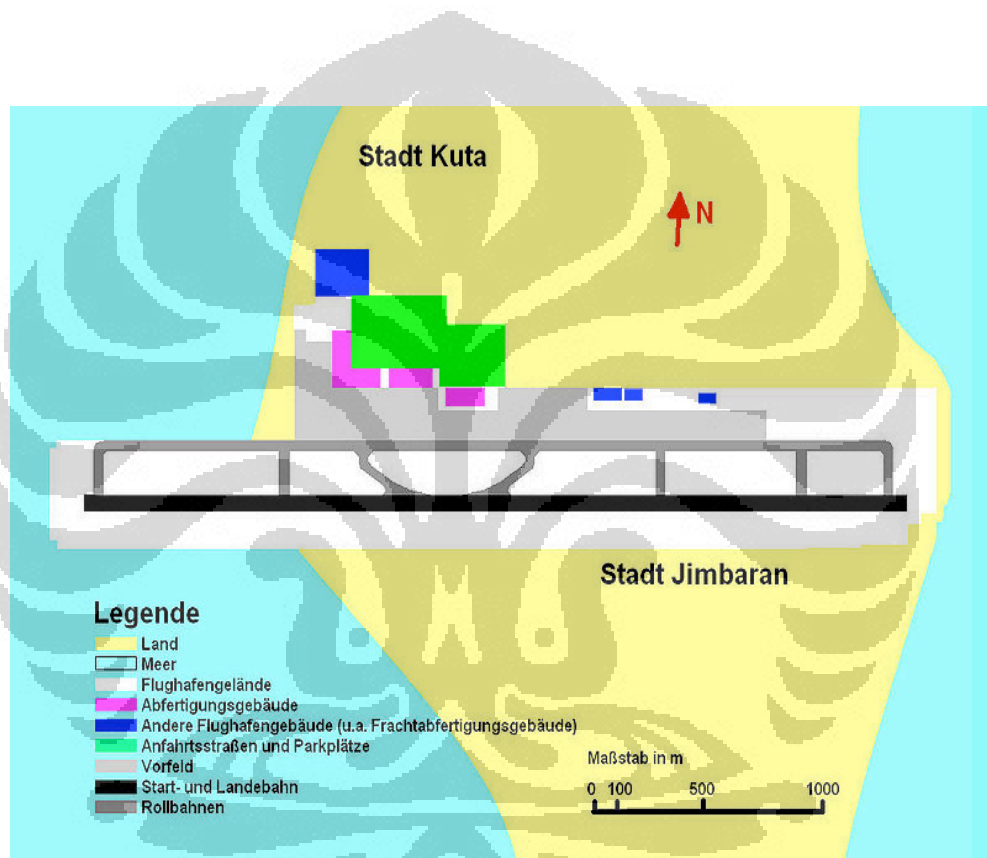 Stadt Kuta
N
Stadt Jimbaran
Legende
Land
Meer
Flughafengelände
Abfertigungsgebäude
Andere Flughafengebäude (u.a. Frachtabfertigungsgebäude)
Anfahrtsstraßen und Parkplätze
Vorfeld
Start- und Landebahn
Rollbahnen
Maßstab in m
0 100 500 1000